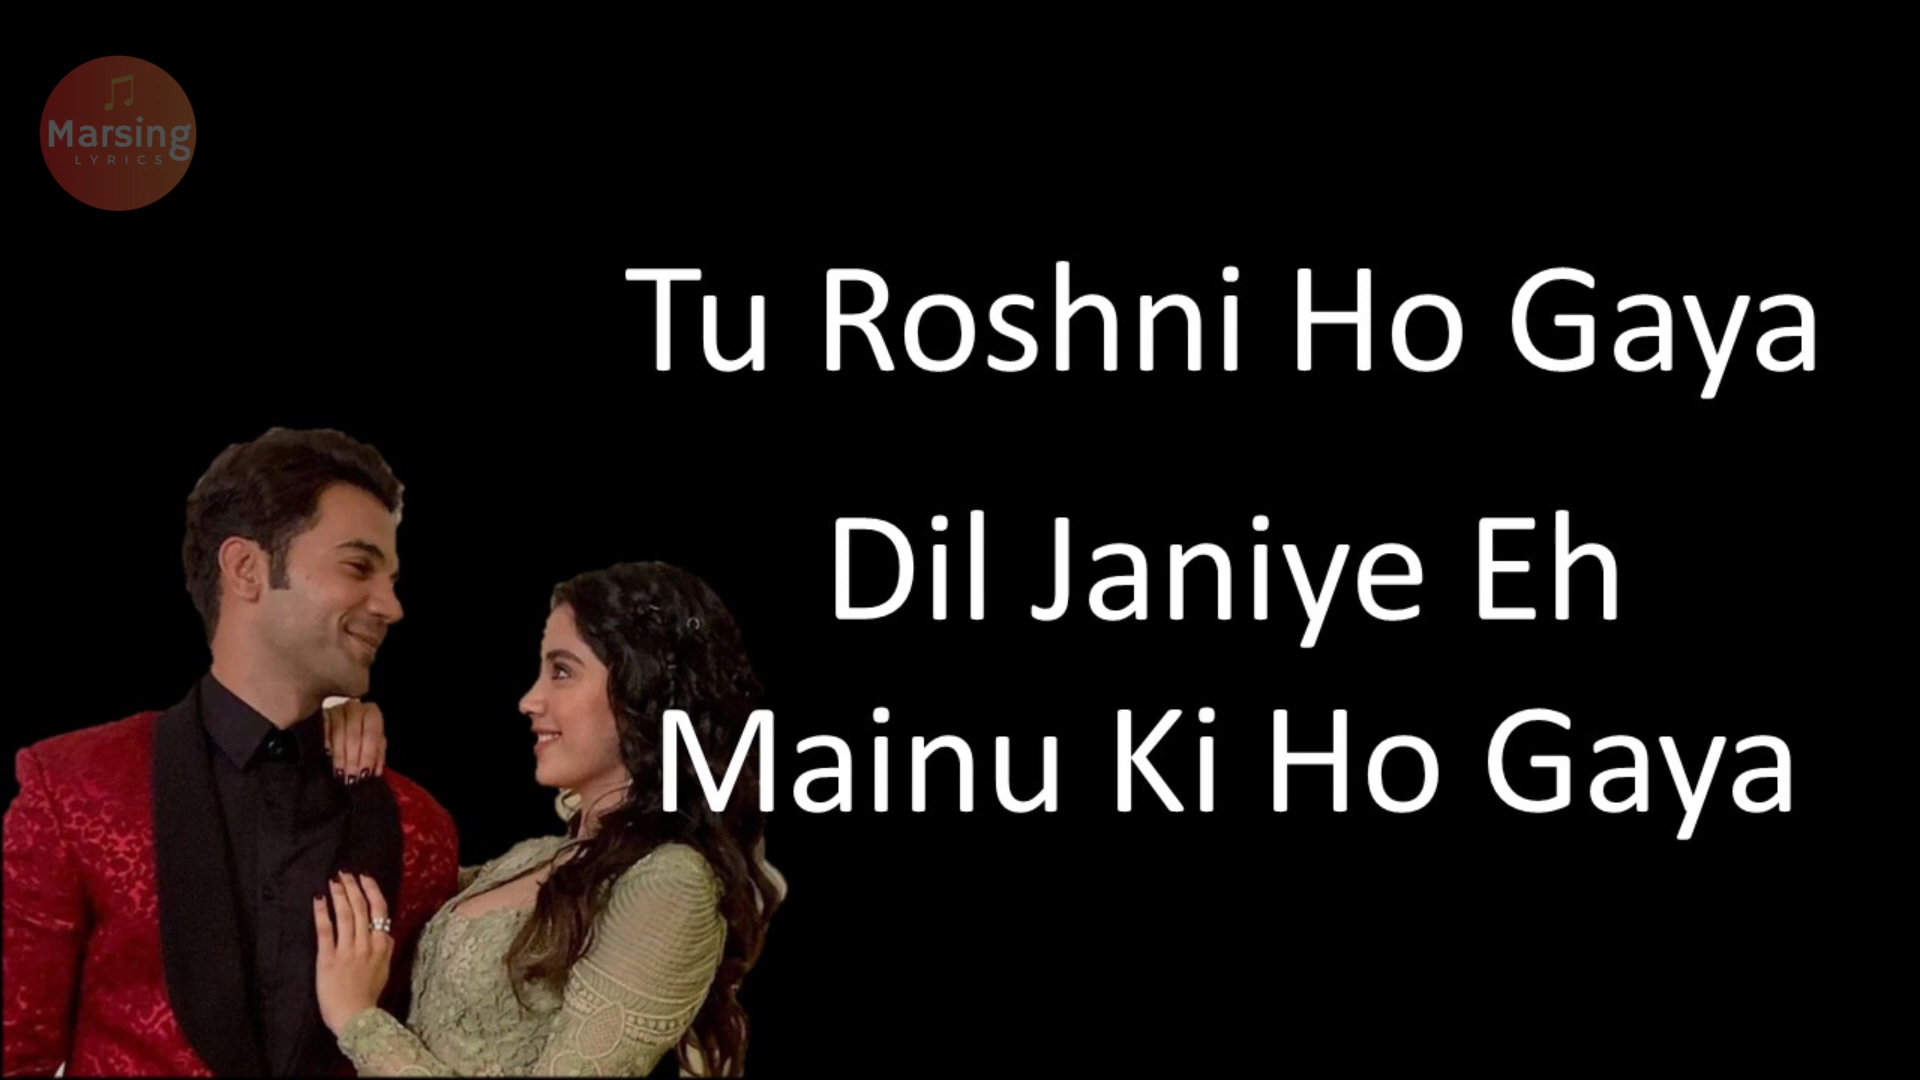 Marsing
LYRICS
Tu Roshni Ho Gaya
Dil Janiye Eh
Mainu Ki Ho Gaya